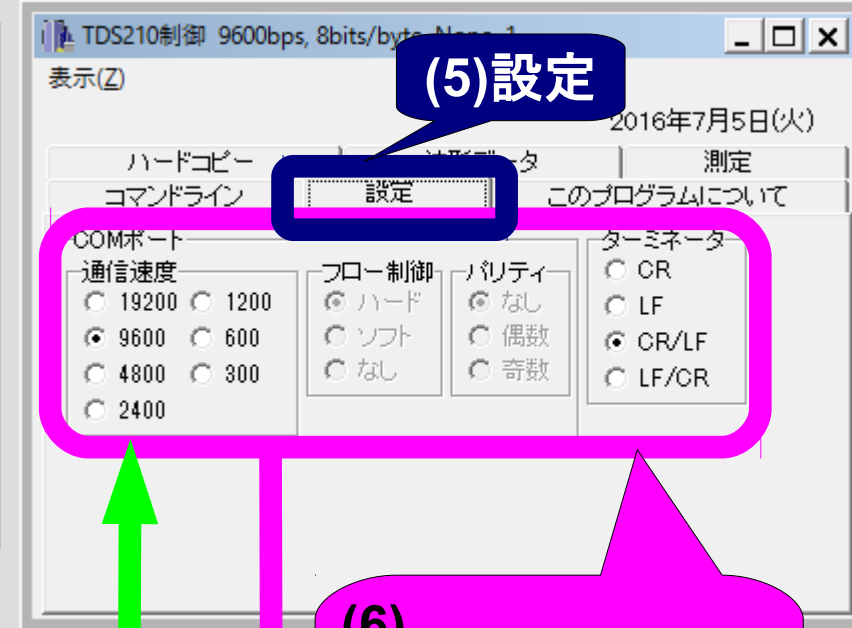 TDS210制御 9600bps, 8bits/byte, None, 1
表示(Z)
(5)設定
2016年7月5日(火)
ハードコピー 波形データ 測定
コマンドライン 設定 このプログラムについて
COMポート ターミネータ
通信速度 フロー制御 パリティ CR
19200 1200 ハード なし LF
9600 600 ソフト 偶数 CR/LF
4800 300 なし 奇数 LF/CR
2400
(6)